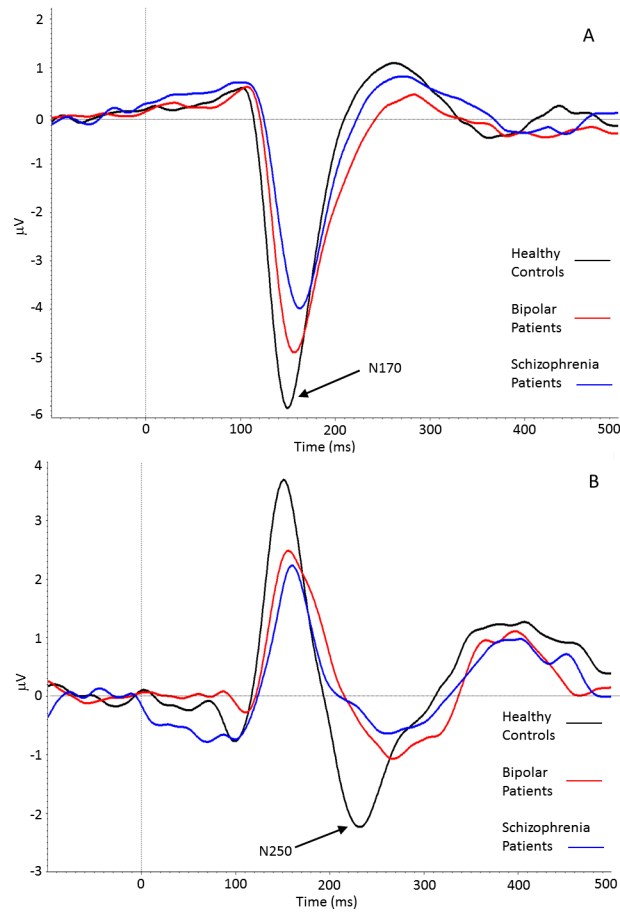 A
2
1
0
-1
-2
-3
-4
-5
-6
μV
Healthy
Controls
Bipolar
Patients
Schizophrenia
Patients
N170
0 100 200 300 400 500
Time (ms)
B
4
3
2
1
0
-1
-2
-3
μV
Healthy
Controls
Bipolar
Patients
Schizophrenia
Patients
N250
0 100 200 300 400 500
Time (ms)